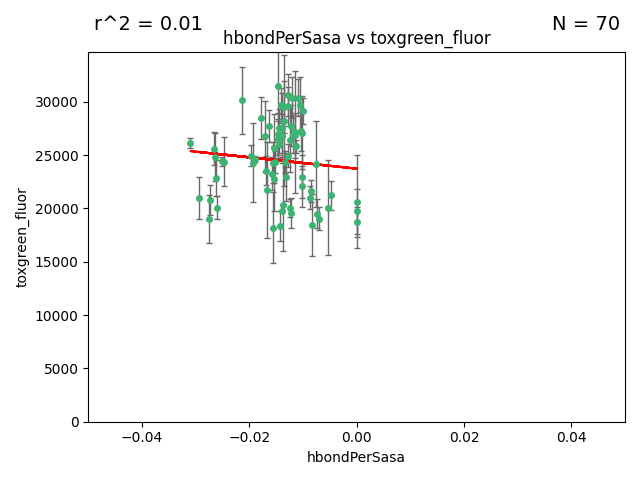 r^2 = 0.01
N = 70
hbondPerSasa vs toxgreen_fluor
30000
25000
20000
15000
10000
5000
0
toxgreen_fluor
−0.04
−0.02
0.00
0.02
0.04
hbondPerSasa